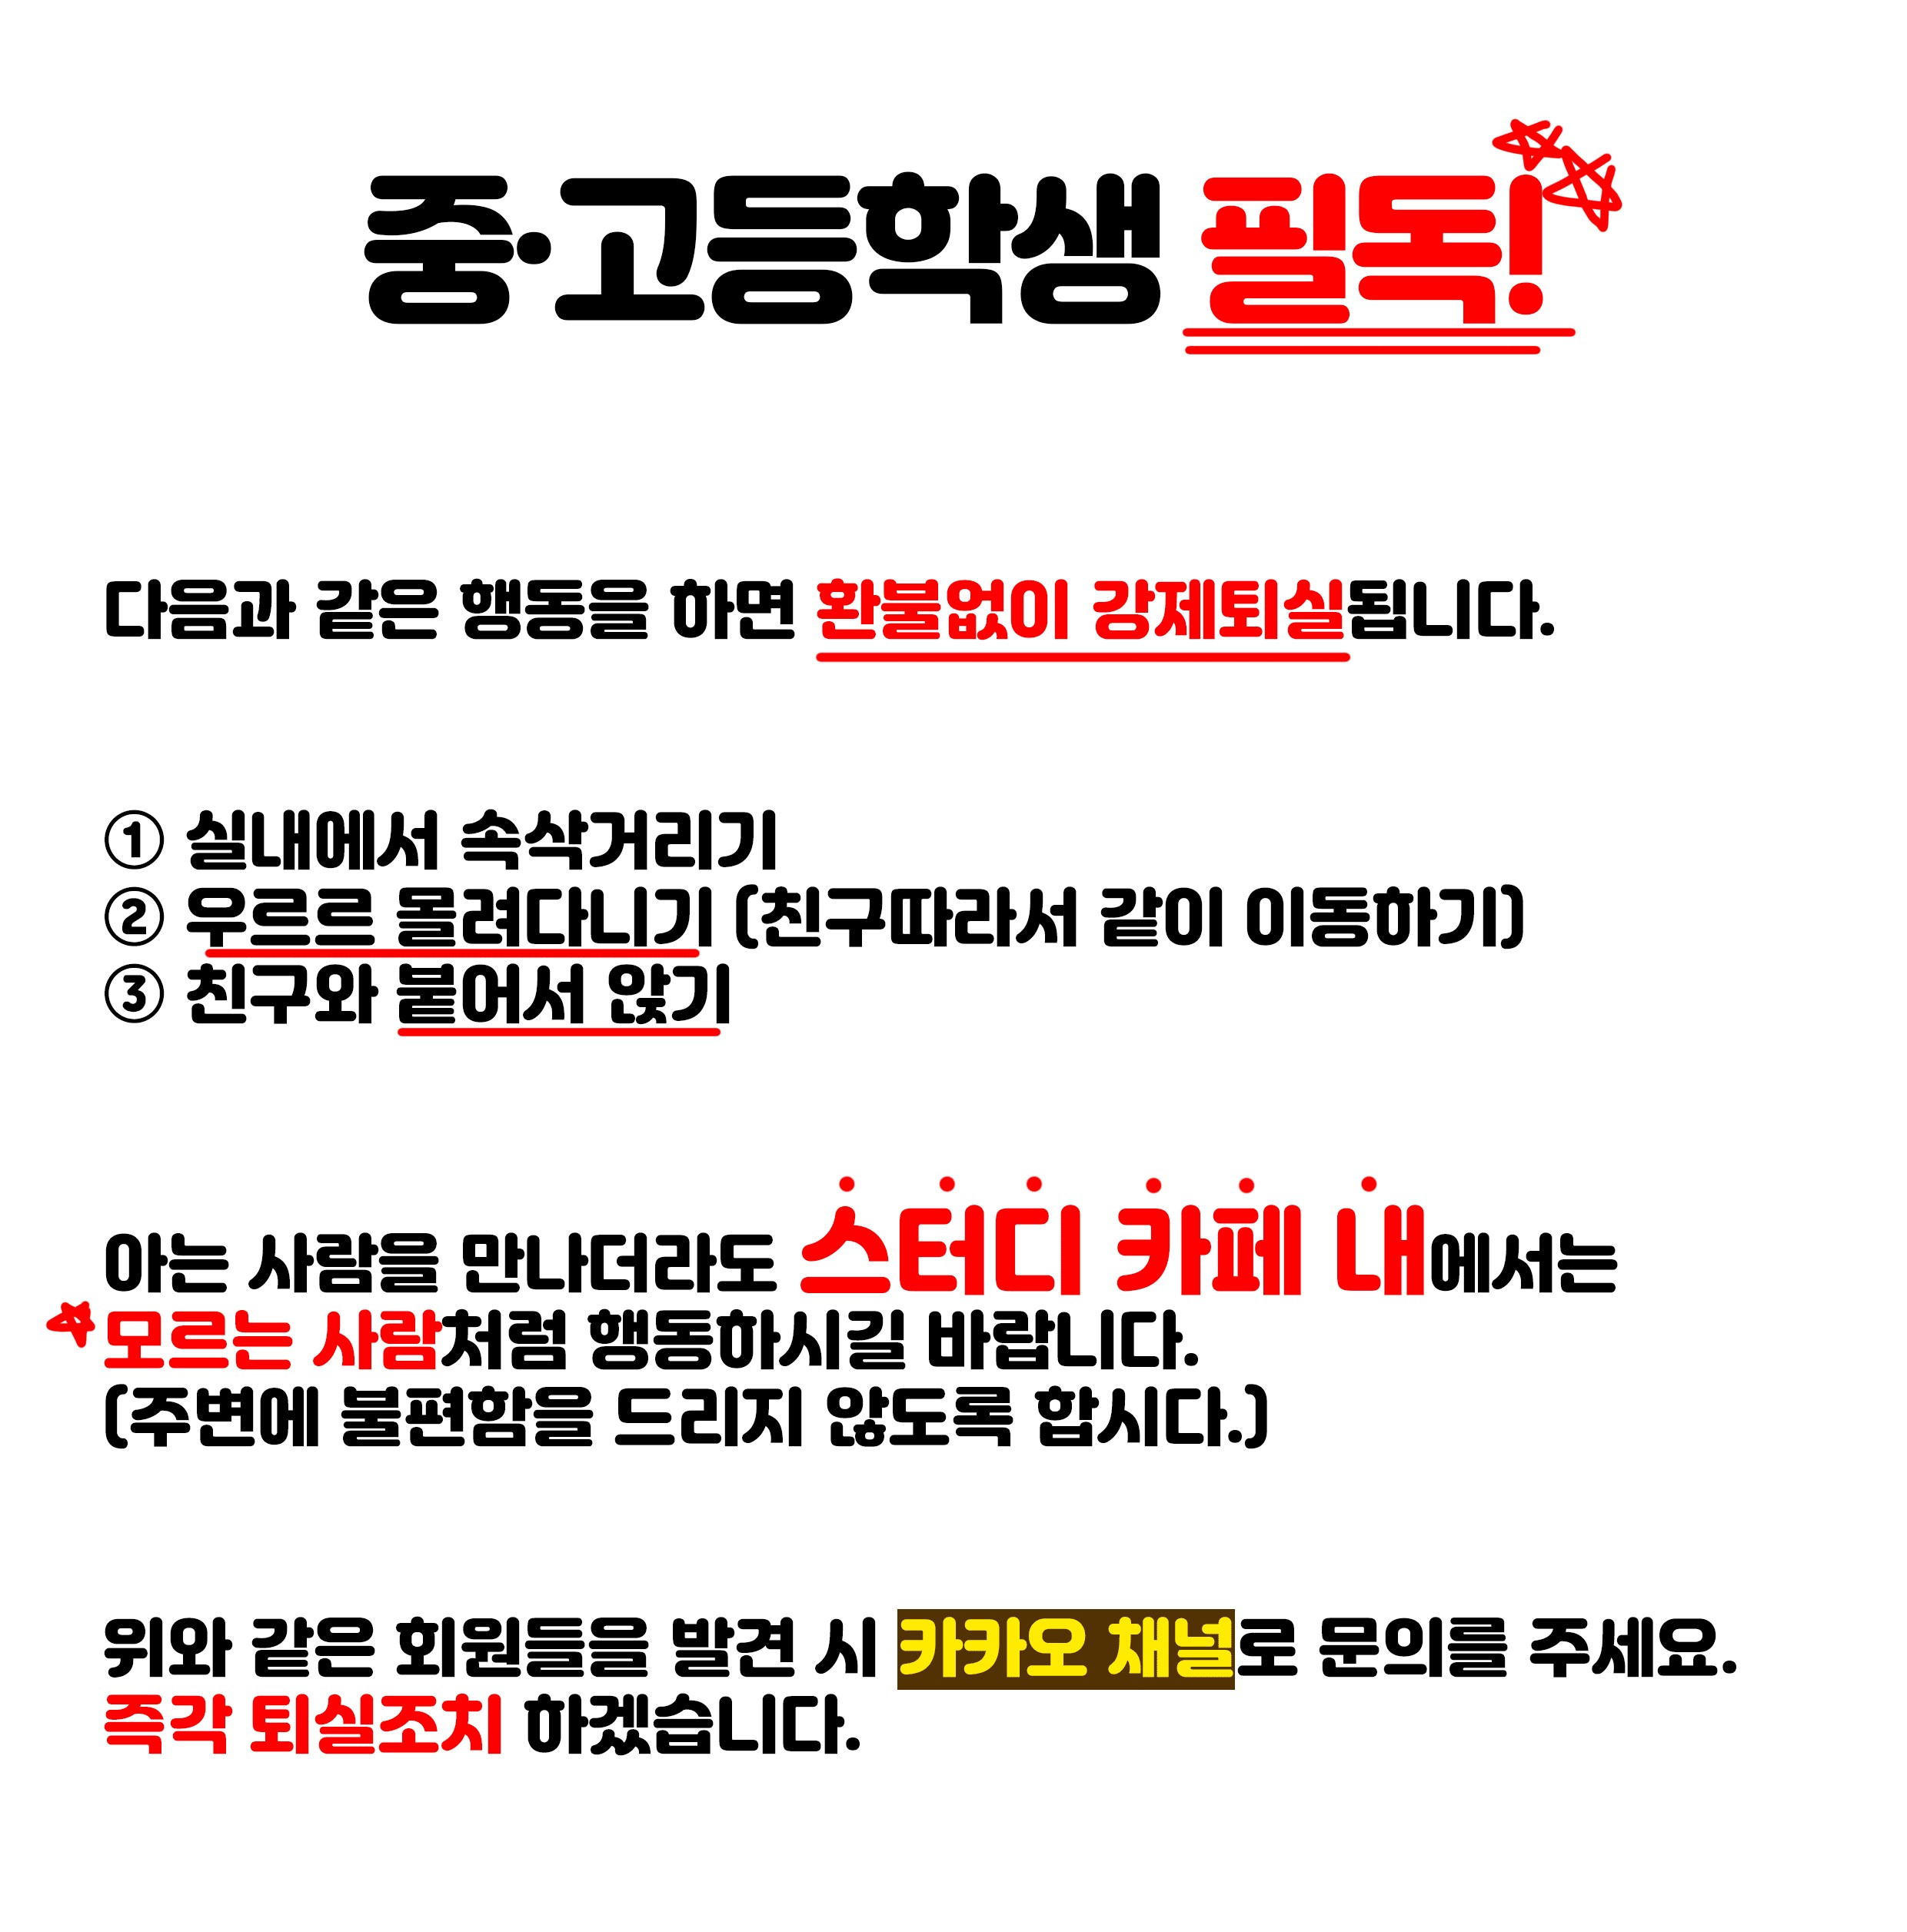 중·고등학생 필독!
다음과 같은 행동을 하면 환불없이 강제퇴실됩니다.
① 실내에서 속삭거리기
② 우르르 몰려다니기 (친구따라서 같이 이동하기)
③ 친구와 몰어서 앉기
아는 사람을 만나더라도 스터디 카페 내에서는
모르는 사람처럼 행동하시길 바랍니다.
(주변에 불편함을 드리지 않도록 합시다.)
위와 같은 회원들을 발견 시 카카오 채널로 문의를 주세요.
즉각 퇴실조치 하겠습니다.